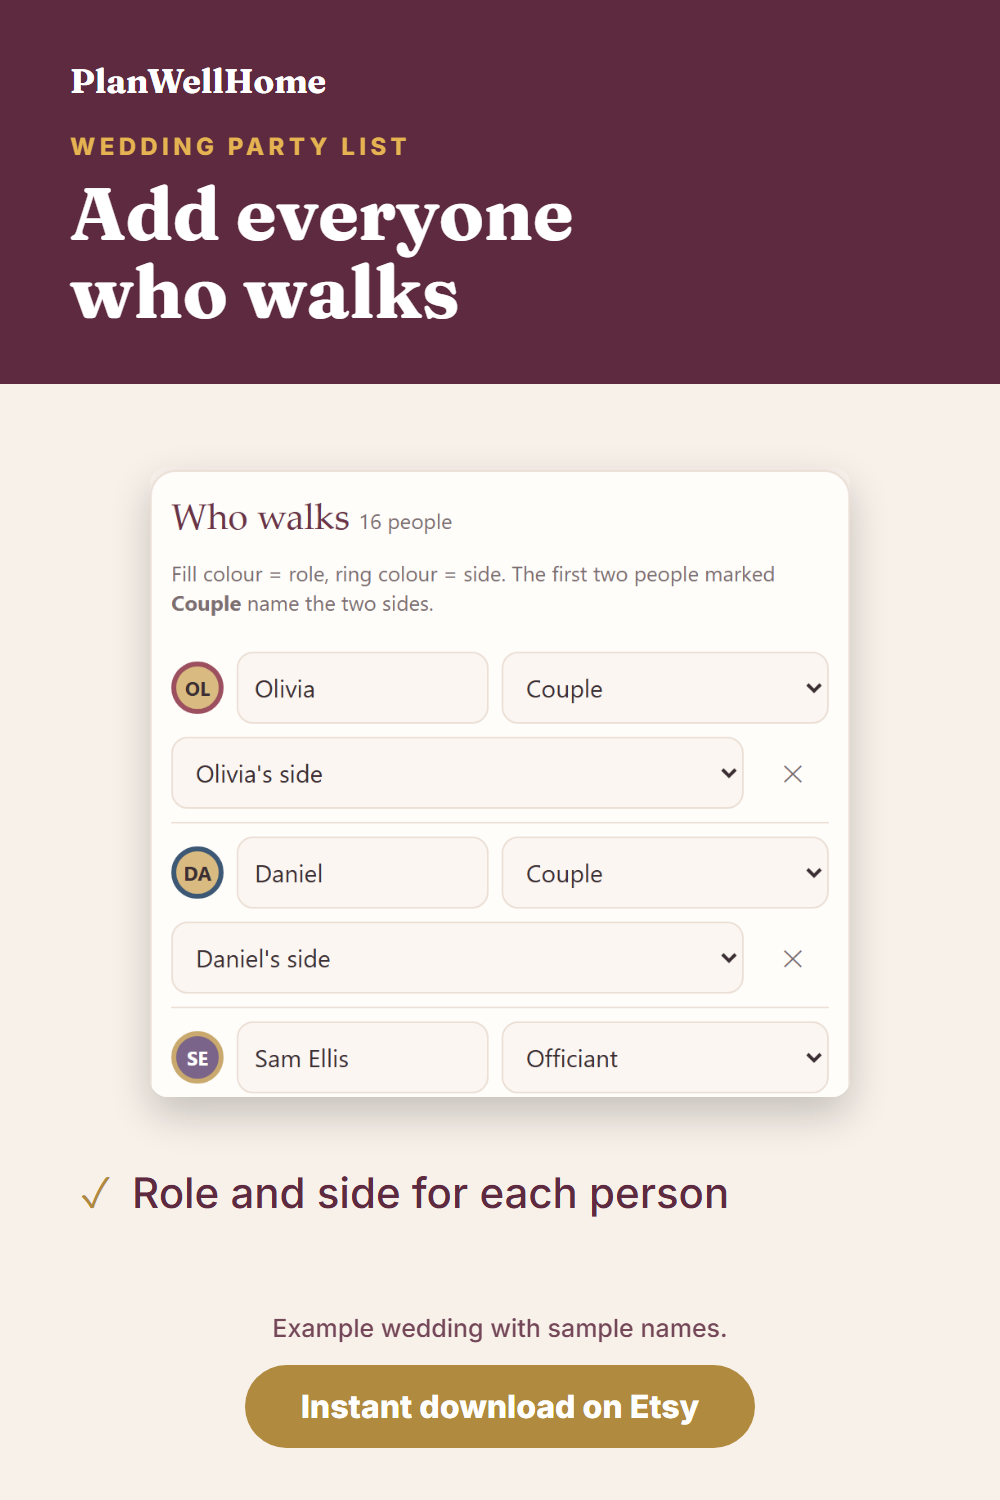 PlanWellHome
WEDDING PARTY LIST
Add everyone
who walks
Who walks 16 people
Fill colour = role, ring colour = side. The first two people marked
Couple name the two sides.
OL Olivia Couple
Olivia's side ×
DA Daniel Couple
Daniel's side ×
SE Sam Ellis Officiant
✓ Role and side for each person
Example wedding with sample names.
Instant download on Etsy